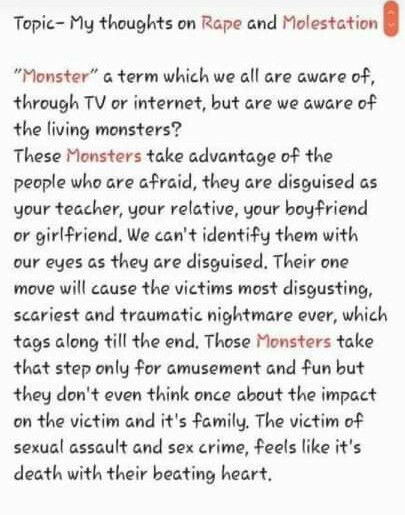 Topic- My thoughts on Rape and Molestation
"Monster" a term which we all are aware of,
through TV or internet, but are we aware of
the living monsters?
These Monsters take advantage of the
people who are afraid, they are disguised as
your teacher, your relative, your boyfriend
or girlfriend. We can't identify them with
our eyes as they are disguised. Their one
move will cause the victims most disgusting,
scariest and traumatic nightmare ever, which
tags along till the end. Those Monsters take
that step only for amusement and fun but
they don't even think once about the impact
on the victim and it's family. The victim of
sexual assault and sex crime, feels like it's
death with their beating heart.